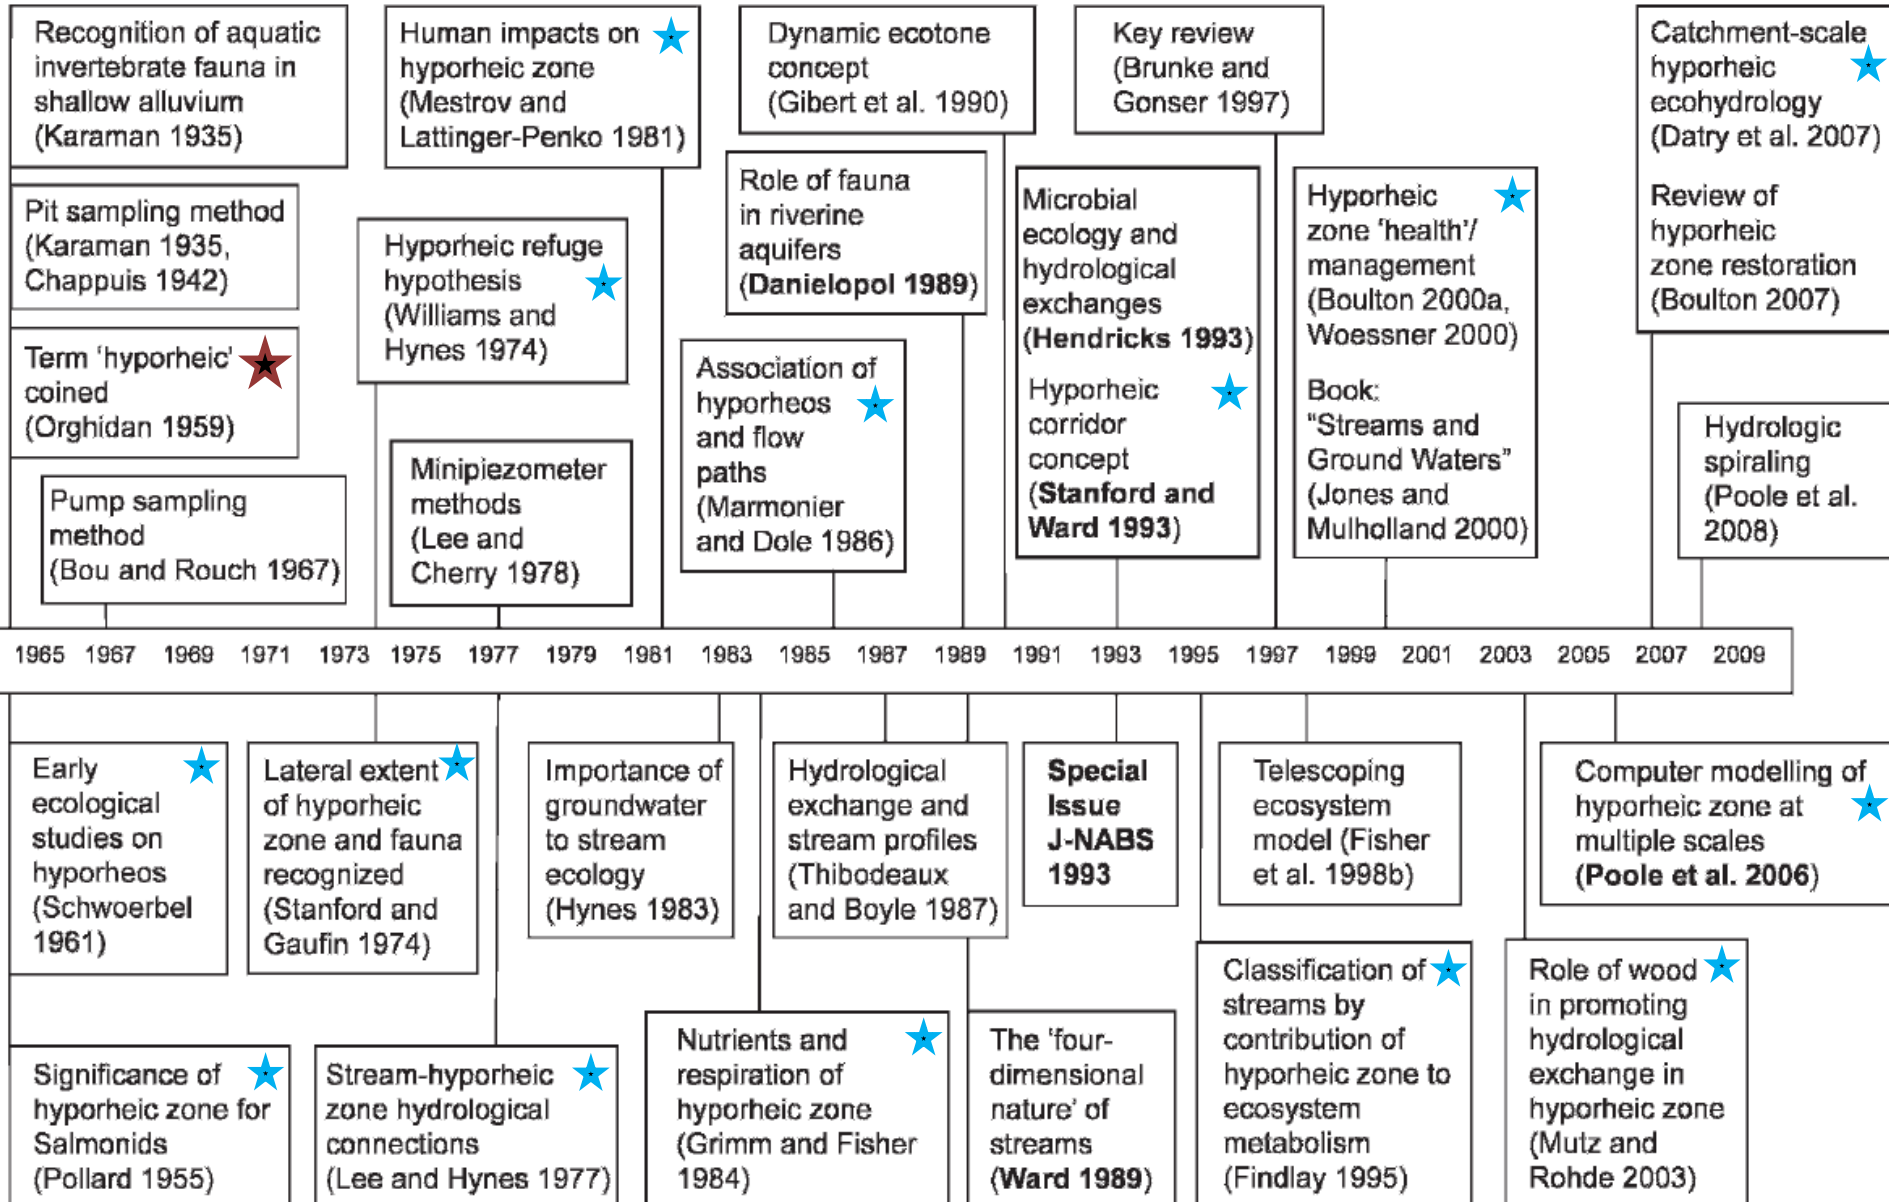 Recognition of aquatic
invertebrate fauna in
shallow alluvium
(Karaman 1935)
Pit sampling method
(Karaman 1935,
Chappuis 1942)
Term 'hyporheic'
coined
(Orghidan 1959)
Pump sampling
method
(Bou and Rouch 1967)
Human impacts on
hyporheic zone
(Mestrov and
Lattinger-Penko 1981)
Hyporheic refuge
hypothesis
(Williams and
Hynes 1974)
Minipiezometer
methods
(Lee and
Cherry 1978)
Dynamic ecotone
concept
(Gibert et al. 1990)
Role of fauna
in riverine
aquifers
(Danielopol 1989)
Association of
hyporheos
and flow
paths
(Marmonier
and Dole 1986)
Key review
(Brunke and
Gonser 1997)
Microbial
ecology and
hydrological
exchanges
(Hendricks 1993)
Hyporheic
corridor
concept
(Stanford and
Ward 1993)
Hyporheic
zone 'health'/
management
(Boulton 2000a,
Woessner 2000)
Book:
"Streams and
Ground Waters"
(Jones and
Mulholland 2000)
Catchment-scale
hyporheic
ecohydrology
(Datry et al. 2007)
Review of
hyporheic
zone restoration
(Boulton 2007)
Hydrologic
spiraling
(Poole et al.
2008)
1965 1967 1969 1971 1973 1975 1977 1979 1981 1983 1985 1987 1989 1991 1993 1995 1997 1999 2001 2003 2005 2007 2009
Early
ecological
studies on
hyporheos
(Schwoerbel
1961)
Significance of
hyporheic zone for
Salmonids
(Pollard 1955)
Lateral extent
of hyporheic
zone and fauna
recognized
(Stanford and
Gaufin 1974)
Stream-hyporheic
zone hydrological
connections
(Lee and Hynes 1977)
Importance of
groundwater
to stream
ecology
(Hynes 1983)
Nutrients and
respiration of
hyporheic zone
(Grimm and Fisher
1984)
Hydrological
exchange and
stream profiles
(Thibodeaux
and Boyle 1987)
The 'four-
dimensional
nature' of
streams
(Ward 1989)
Special
Issue
J-NABS
1993
Telescoping
ecosystem
model (Fisher
et al. 1998b)
Classification of
streams by
contribution of
hyporheic zone to
ecosystem
metabolism
(Findlay 1995)
Computer modelling of
hyporheic zone at
multiple scales
(Poole et al. 2006)
Role of wood
in promoting
hydrological
exchange in
hyporheic zone
(Mutz and
Rohde 2003)